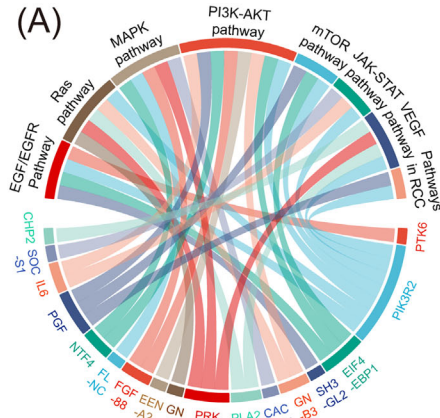 (A)
PI3K-AKT
pathway
MAPK
pathway
mTOR
pathway
JAK-STAT
pathway
VEGF
pathway
Ras
pathway
EGF/EGFR
Pathway
Pathways
in RCC
CHP2
SOC
-S1
IL6
PGF
NTF4
FL
-NC
FGF
-88
EEN
-A2
GN
PRK
PLA2
CAC
GN
-B3
SH3
-GL2
EIF4
-EBP1
PIK3R2
PTK6